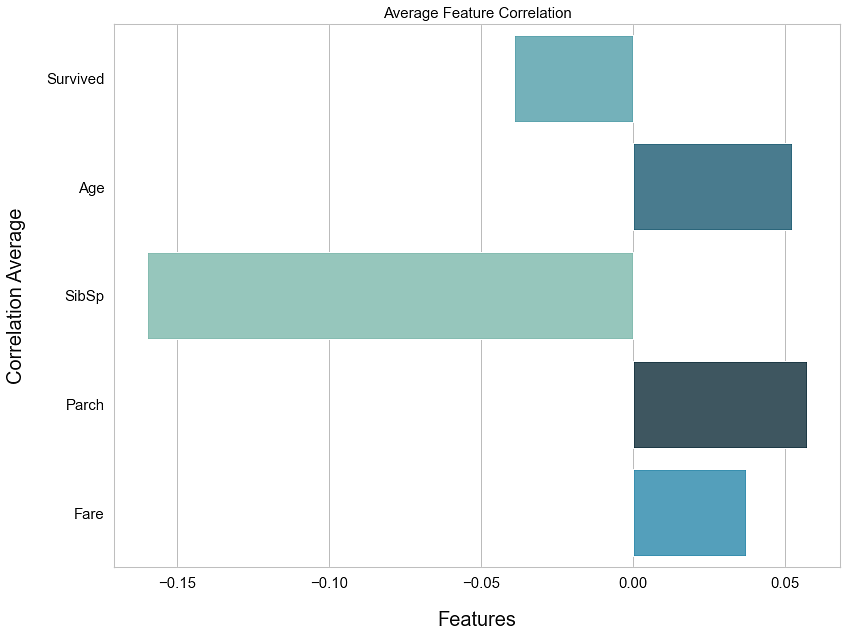 Average Feature Correlation
Correlation Average
Survived
Age
SibSp
Parch
Fare
−0.15
−0.10
−0.05
0.00
0.05
Features